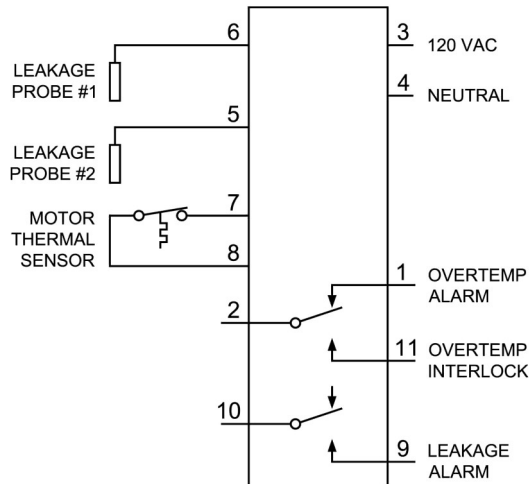 6
LEAKAGE
PROBE #1
5
LEAKAGE
PROBE #2
7
MOTOR
THERMAL
SENSOR
8
2
10
3
120 VAC
4
NEUTRAL
1
OVERTEMP
ALARM
11
OVERTEMP
INTERLOCK
9
LEAKAGE
ALARM